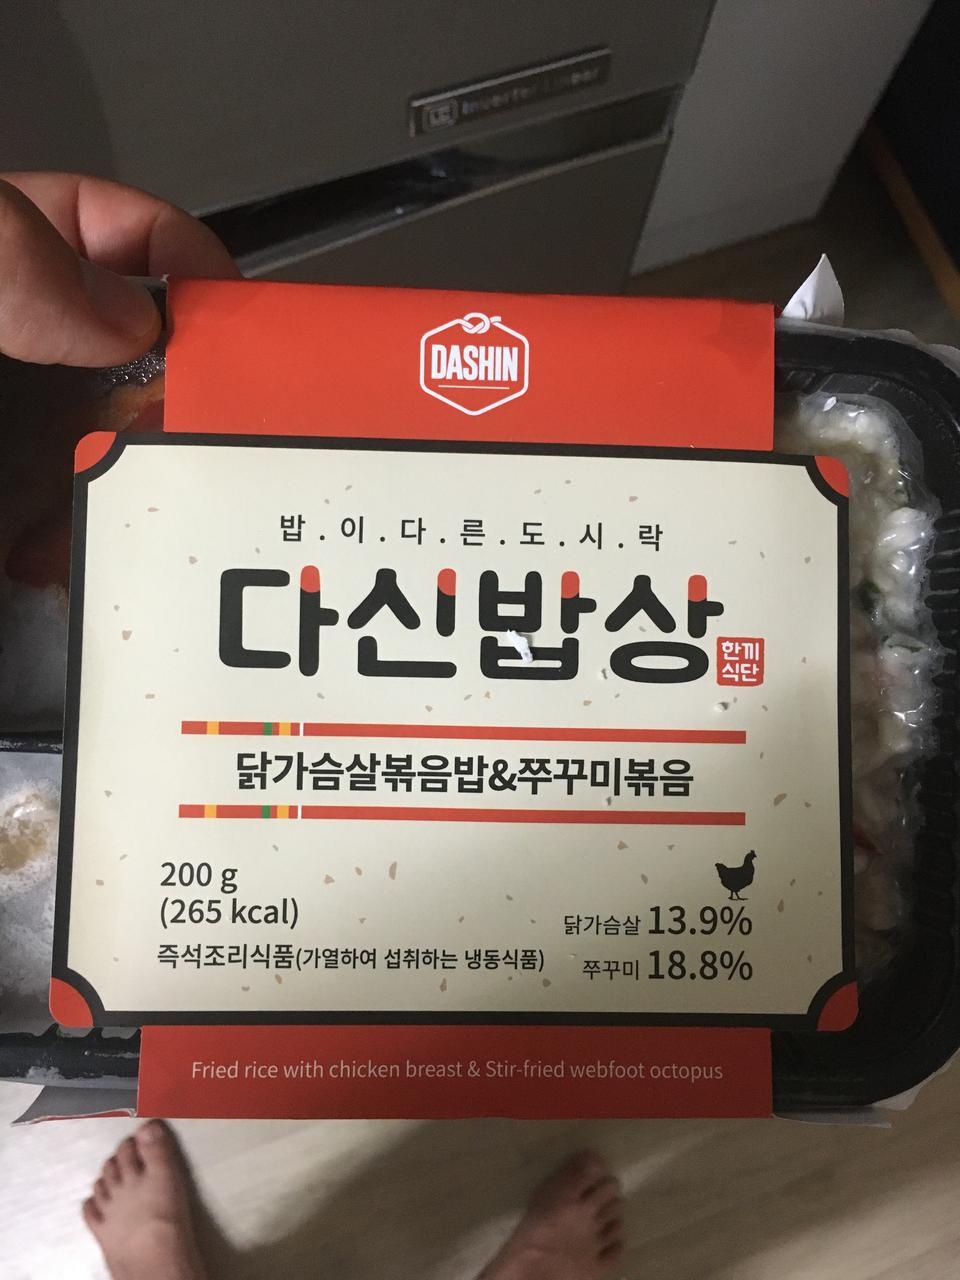 LG Inverter Linear
DASHIN
밥.이.다.른.도.시.락
다신밥상
한끼
식단
닭가슴살볶음밥&쭈꾸미볶음
200 g
(265 kcal)
즉석조리식품(가열하여 섭취하는 냉동식품)
닭가슴살 13.9%
쭈꾸미 18.8%
Fried rice with chicken breast & Stir-fried webfoot octopus